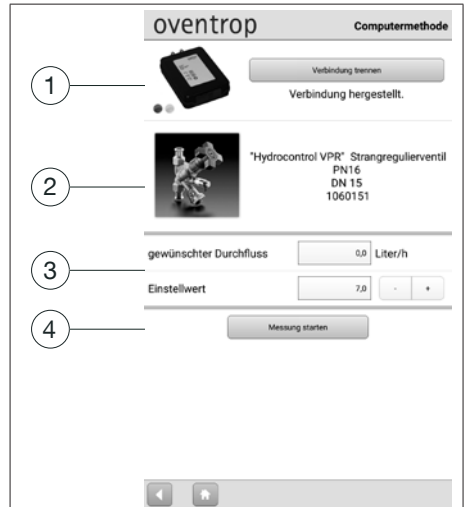 oventrop
Computermethode
1
Verbindung trennen
Verbindung hergestellt.
2
"Hydrocontrol VPR" Strangregulierventil
PN16
DN 15
1060151
3
gewünschter Durchfluss 0,0 Liter/h
Einstellwert 7,0 - +
4
Messung starten